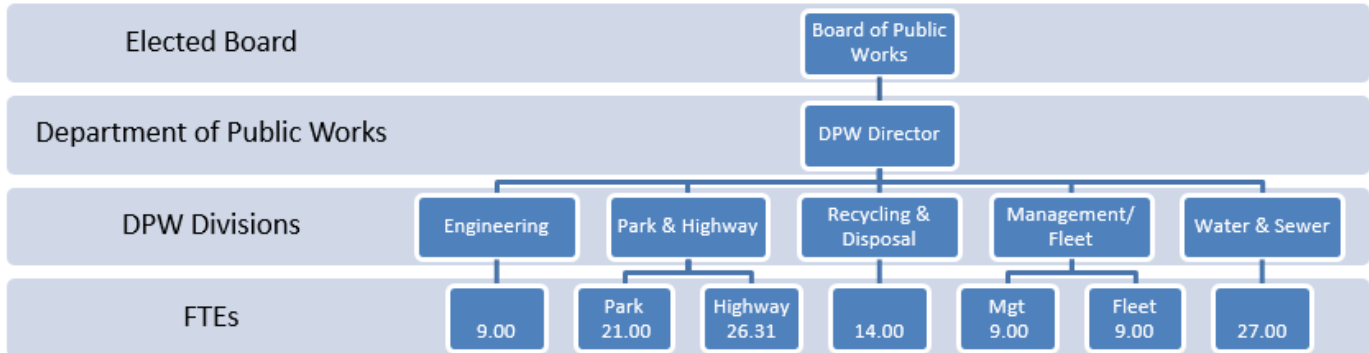 Elected Board
Board of Public
Works
Department of Public Works
DPW Director
DPW Divisions
Engineering
Park & Highway
Recycling &
Disposal
Management/
Fleet
Water & Sewer
FTEs
9.00
Park
21.00
Highway
26.31
14.00
Mgt
9.00
Fleet
9.00
27.00